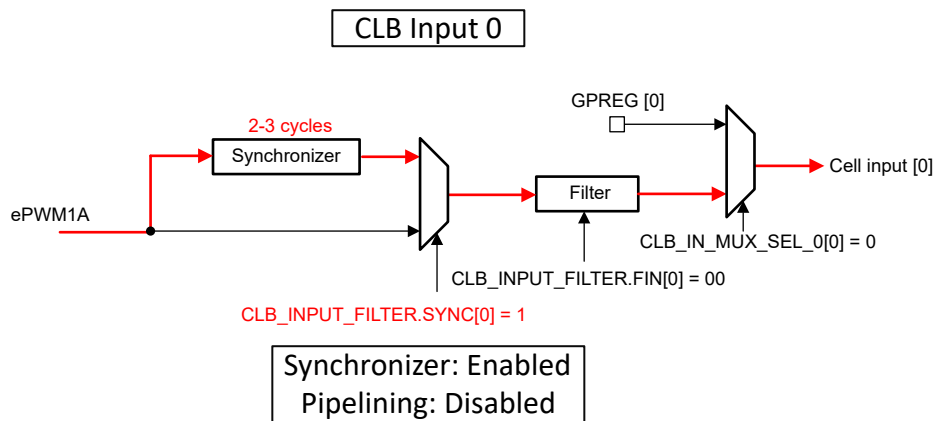 CLB Input 0
GPREG [0]
2-3 cycles
Synchronizer
Cell input [0]
Filter
ePWM1A
CLB_IN_MUX_SEL_0[0] = 0
CLB_INPUT_FILTER.FIN[0] = 00
CLB_INPUT_FILTER.SYNC[0] = 1
Synchronizer: Enabled
Pipelining: Disabled